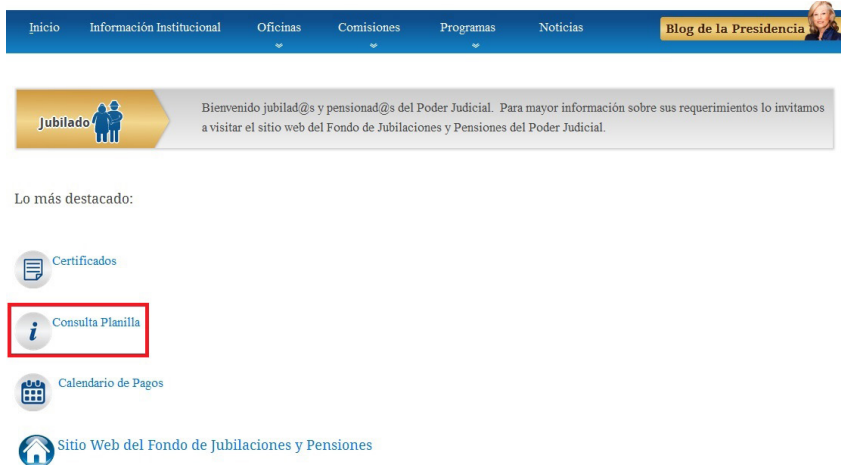 Inicio Información Institucional Oficinas Comisiones Programas Noticias Blog de la Presidencia
Jubilado
Bienvenido jubilad@s y pensionad@s del Poder Judicial. Para mayor información sobre sus requerimientos lo invitamos
a visitar el sitio web del Fondo de Jubilaciones y Pensiones del Poder Judicial.
Lo más destacado:
Certificados
i Consulta Planilla
Calendario de Pagos
Sitio Web del Fondo de Jubilaciones y Pensiones